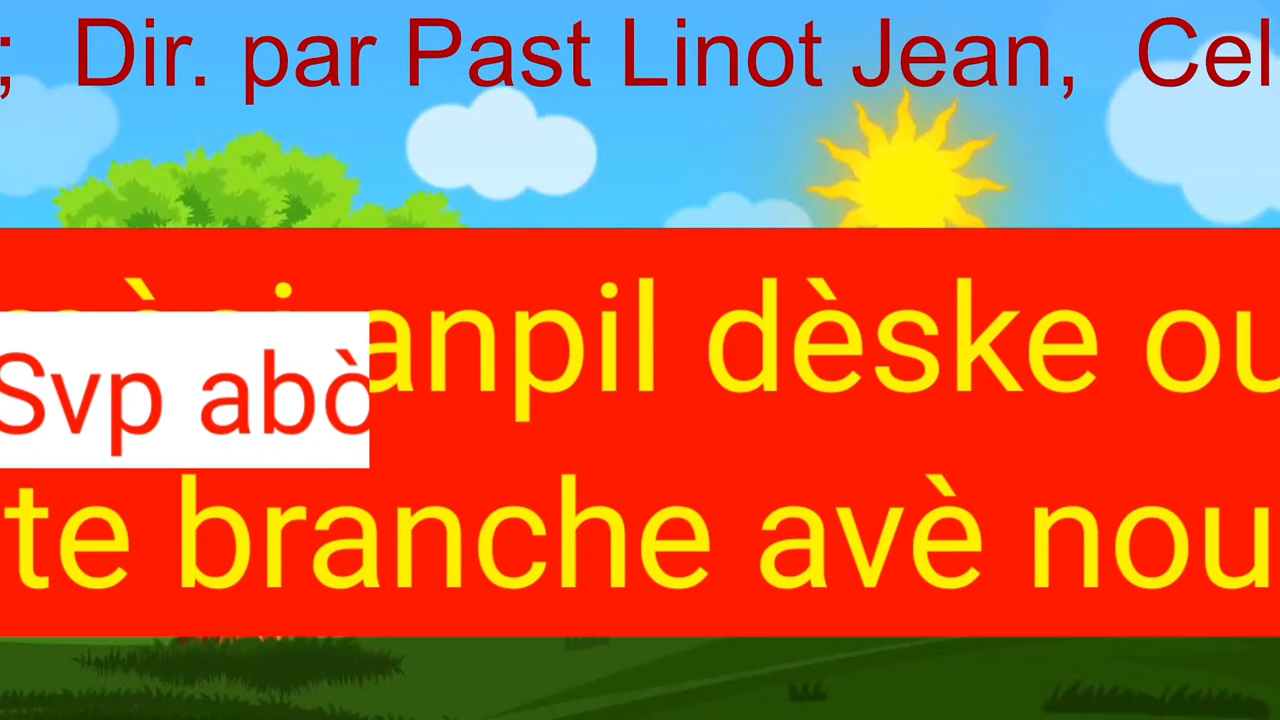 ; Dir. par Past Linot Jean, Cel
anpil dèske ou
Svp abò
te branche avè nou